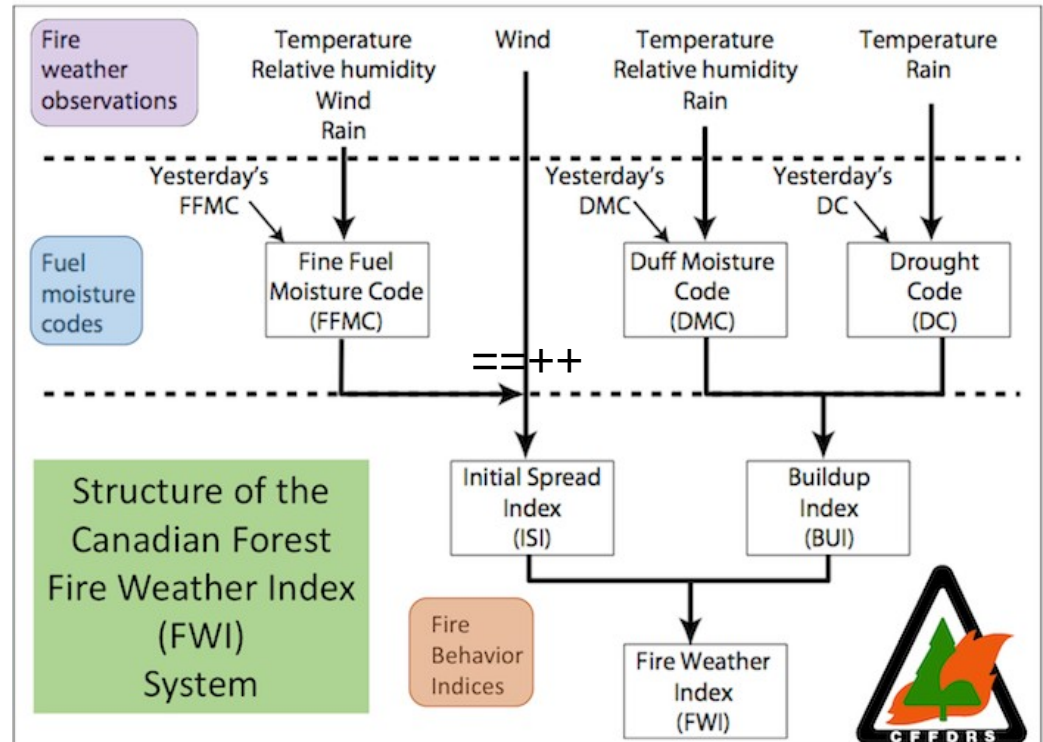 Fire
weather
observations
Temperature
Relative humidity
Wind
Rain
Wind
Temperature
Relative humidity
Rain
Temperature
Rain
Yesterday's
FFMC
Yesterday's
DMC
Yesterday's
DC
Fuel
moisture
codes
Fine Fuel
Moisture Code
(FFMC)
Duff Moisture
Code
(DMC)
Drought
Code
(DC)
==++
Structure of the
Canadian Forest
Fire Weather Index
(FWI)
System
Initial Spread
Index
(ISI)
Buildup
Index
(BUI)
Fire
Behavior
Indices
Fire Weather
Index
(FWI)
CFFDRS